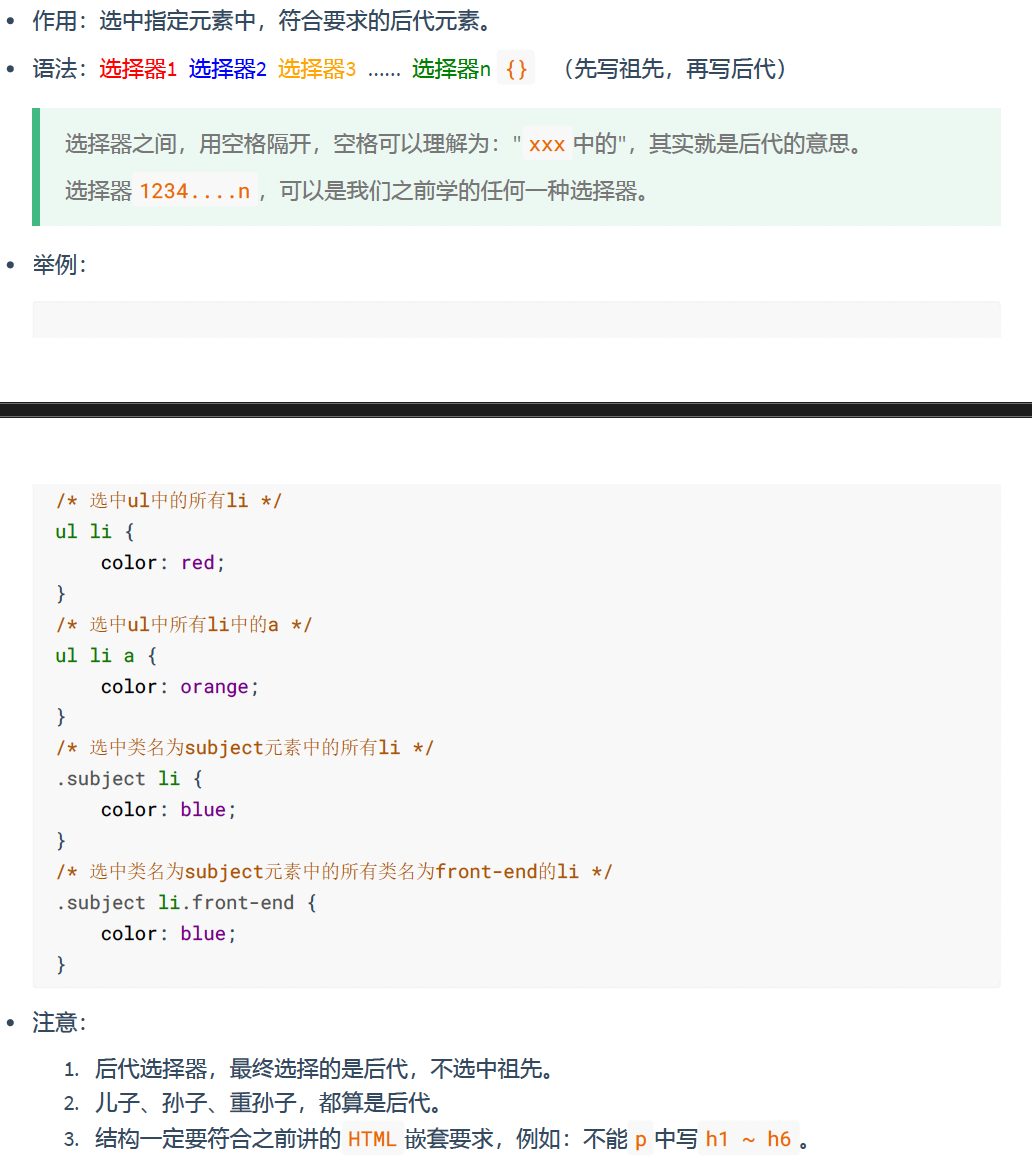 作用：选中指定元素中，符合要求的后代元素。
语法：选择器1 选择器2 选择器3 ...... 选择器n {} （先写祖先，再写后代）
选择器之间，用空格隔开，空格可以理解为："xxx中的"，其实就是后代的意思。
选择器 1234....n ，可以是我们之前学的任何一种选择器。
举例：
/* 选中ul中的所有li */
ul li {
    color: red;
}
/* 选中ul中所有li中的a */
ul li a {
    color: orange;
}
/* 选中类名为subject元素中的所有li */
.subject li {
    color: blue;
}
/* 选中类名为subject元素中的所有类名为front-end的li */
.subject li.front-end {
    color: blue;
}
注意：
1. 后代选择器，最终选择的是后代，不选中祖先。
2. 儿子、孙子、重孙子，都算是后代。
3. 结构一定要符合之前讲的 HTML 嵌套要求，例如：不能 p 中写 h1 ~ h6 。